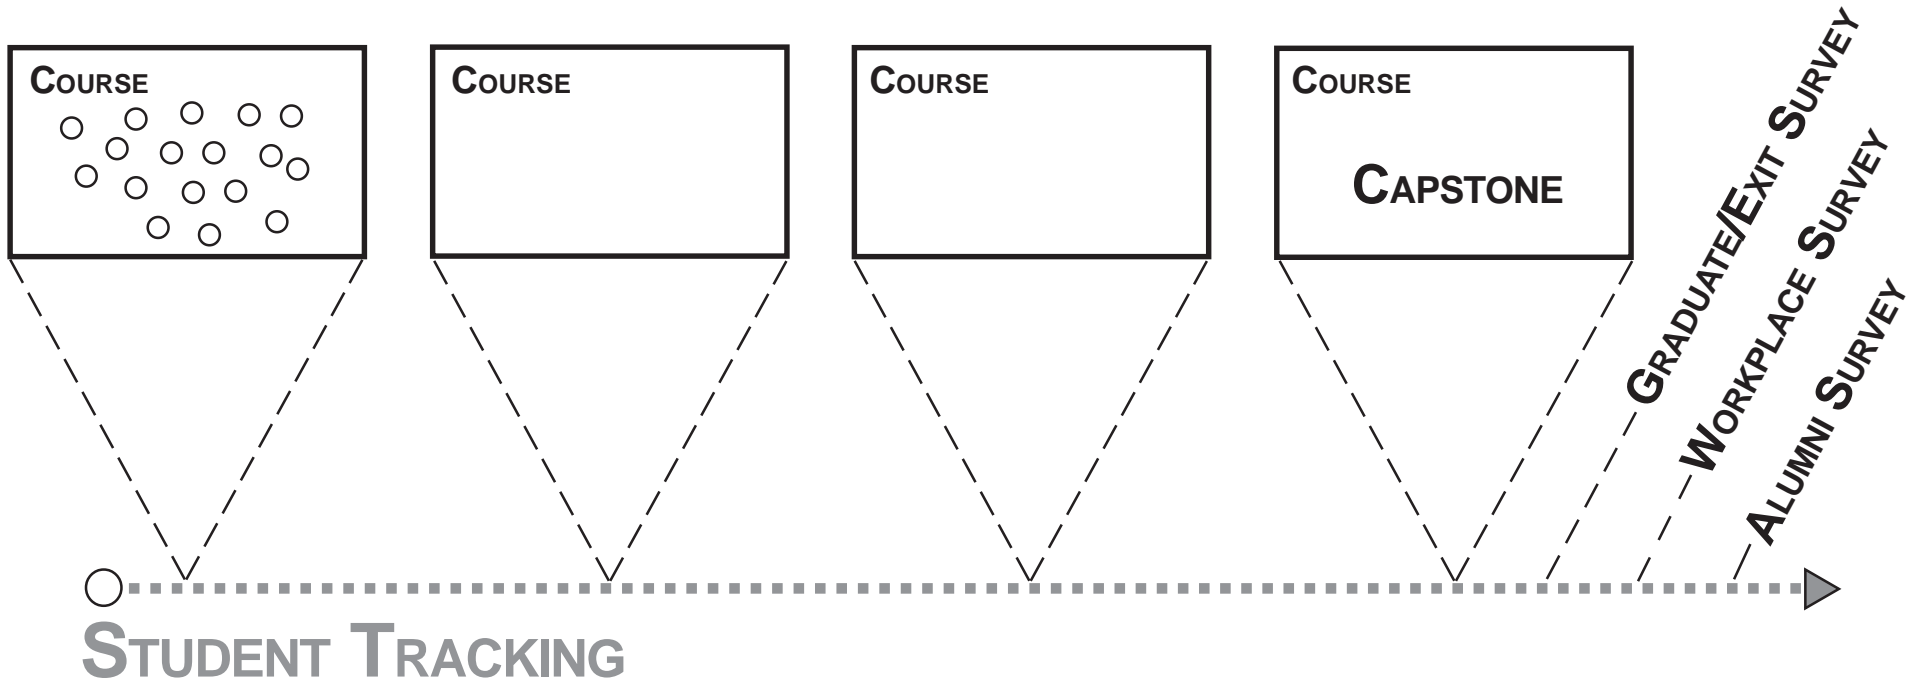 COURSE
COURSE
COURSE
COURSE
CAPSTONE
GRADUATE/EXIT SURVEY
WORKPLACE SURVEY
ALUMNI SURVEY
STUDENT TRACKING